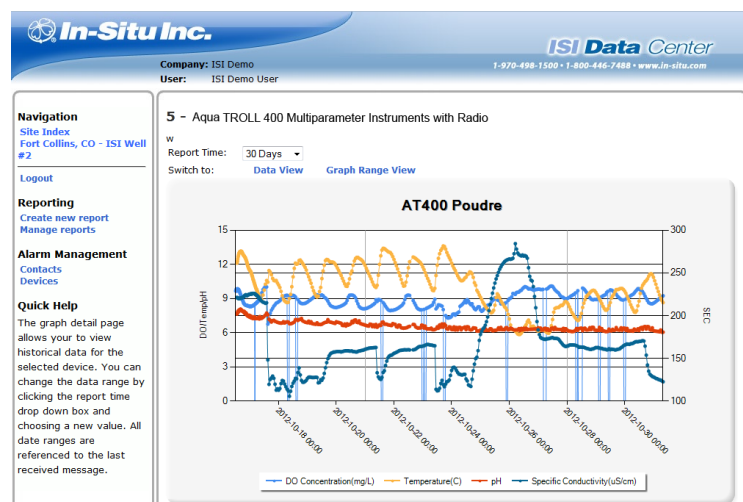 In-Situ Inc.
ISI Data Center
Company: ISI Demo
User: ISI Demo User
1-970-498-1500 • 1-800-446-7488 • www.in-situ.com
Navigation
Site Index
Fort Collins, CO - ISI Well
#2
Logout
Reporting
Create new report
Manage reports
Alarm Management
Contacts
Devices
Quick Help
The graph detail page
allows your to view
historical data for the
selected device. You can
change the data range by
clicking the report time
drop down box and
choosing a new value. All
date ranges are
referenced to the last
received message.
5 - Aqua TROLL 400 Multiparameter Instruments with Radio
w
Report Time: 30 Days
Switch to: Data View Graph Range View
AT400 Poudre
15
12
9
6
3
0
300
250
200
150
100
SEC
2012-10-18 00:00
2012-10-20 00:00
2012-10-22 00:00
2012-10-24 00:00
2012-10-26 00:00
2012-10-28 00:00
2012-10-30 00:00
DO Concentration(mg/L) Temperature(C) pH Specific Conductivity(uS/cm)